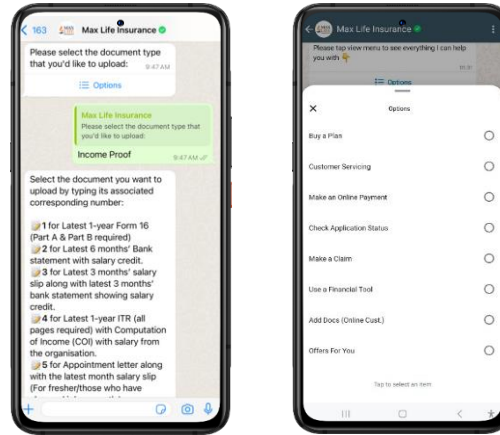 163
Max Life Insurance
Please select the document type
that you'd like to upload:
9:47 AM
Options
Max Life Insurance
Please select the document type that
you'd like to upload:
Income Proof
9:47 AM
Select the document you want to
upload by typing its associated
corresponding number:
1 for Latest 1-year Form 16
(Part A & Part B required)
2 for Latest 6 months' Bank
statement with salary credit.
3 for Latest 3 months' salary
slip along with latest 3 months'
bank statement showing salary
credit.
4 for Latest 1-year ITR (all
pages required) with Computation
of Income (COI) with salary from
the organisation.
5 for Appointment letter along
with the latest month salary slip
(For fresher/those who have
Max Life Insurance
Please tap view menu to see everything I can help
you with
Options
Options
Buy a Plan
Customer Servicing
Make an Online Payment
Check Application Status
Make a Claim
Use a Financial Tool
Add Docs (Online Cust.)
Offers For You
Tap to select an item